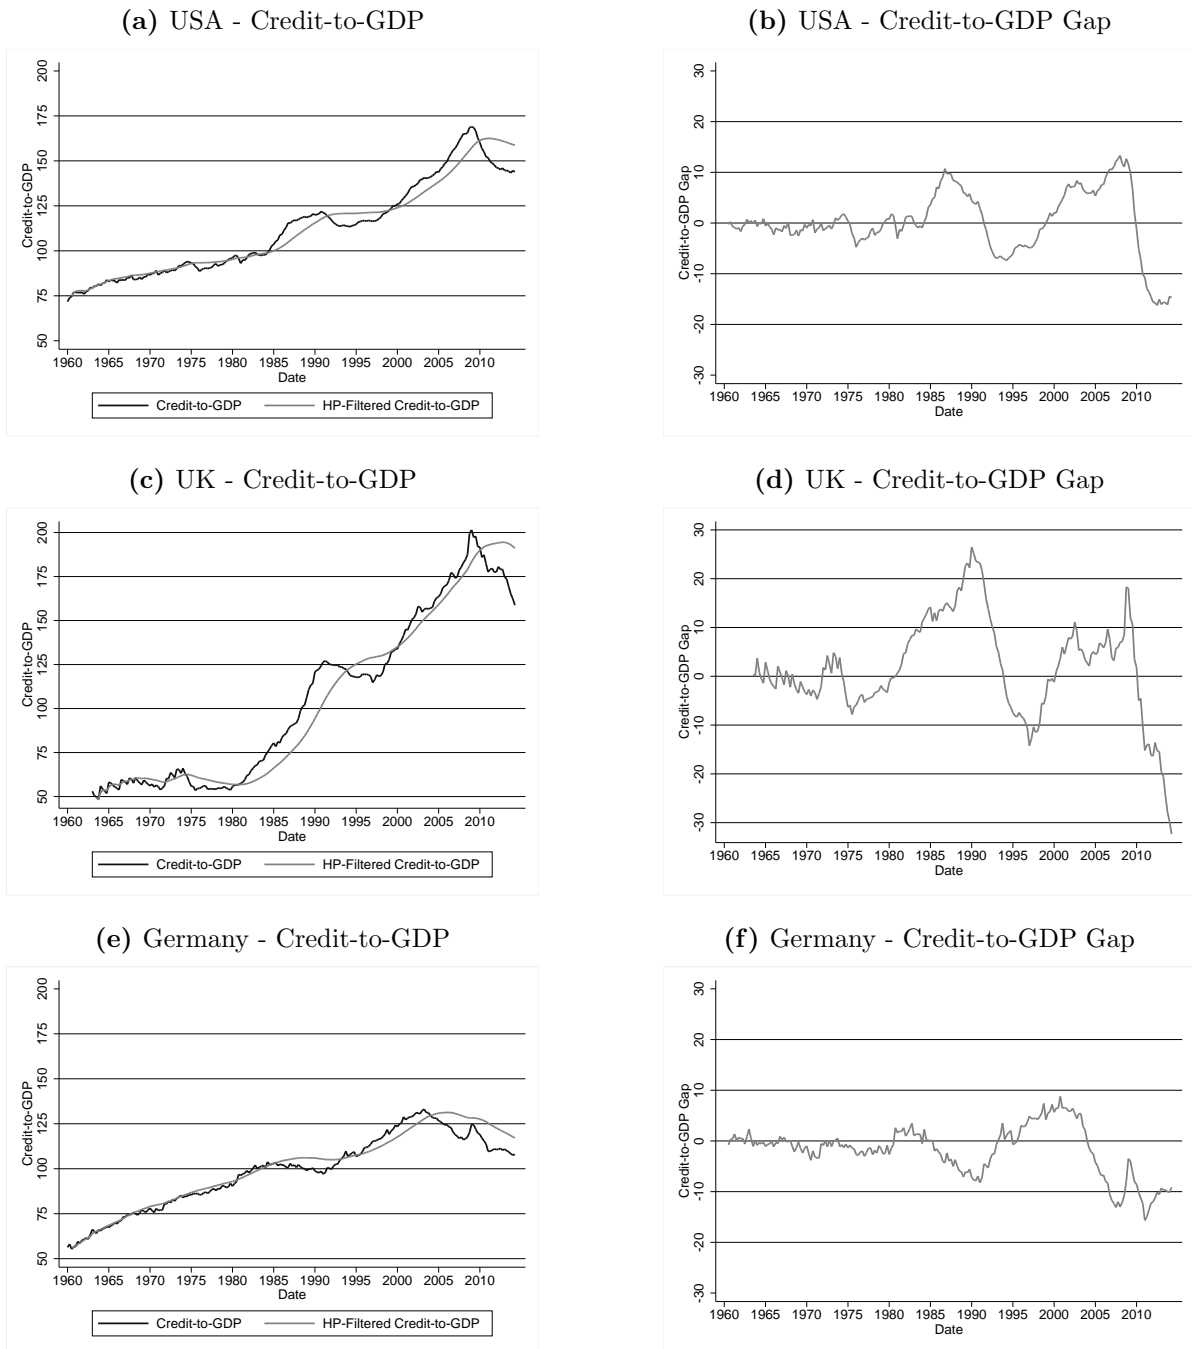 (a) USA - Credit-to-GDP
Credit-to-GDP
200
175
150
125
100
75
50
1960 1965 1970 1975 1980 1985 1990 1995 2000 2005 2010
Date
Credit-to-GDP HP-Filtered Credit-to-GDP
(b) USA - Credit-to-GDP Gap
Credit-to-GDP Gap
30
20
10
0
-10
-20
-30
1960 1965 1970 1975 1980 1985 1990 1995 2000 2005 2010
Date
(c) UK - Credit-to-GDP
Credit-to-GDP
200
175
150
125
100
75
50
1960 1965 1970 1975 1980 1985 1990 1995 2000 2005 2010
Date
Credit-to-GDP HP-Filtered Credit-to-GDP
(d) UK - Credit-to-GDP Gap
Credit-to-GDP Gap
30
20
10
0
-10
-20
-30
1960 1965 1970 1975 1980 1985 1990 1995 2000 2005 2010
Date
(e) Germany - Credit-to-GDP
Credit-to-GDP
200
175
150
125
100
75
50
1960 1965 1970 1975 1980 1985 1990 1995 2000 2005 2010
Date
Credit-to-GDP HP-Filtered Credit-to-GDP
(f) Germany - Credit-to-GDP Gap
Credit-to-GDP Gap
30
20
10
0
-10
-20
-30
1960 1965 1970 1975 1980 1985 1990 1995 2000 2005 2010
Date